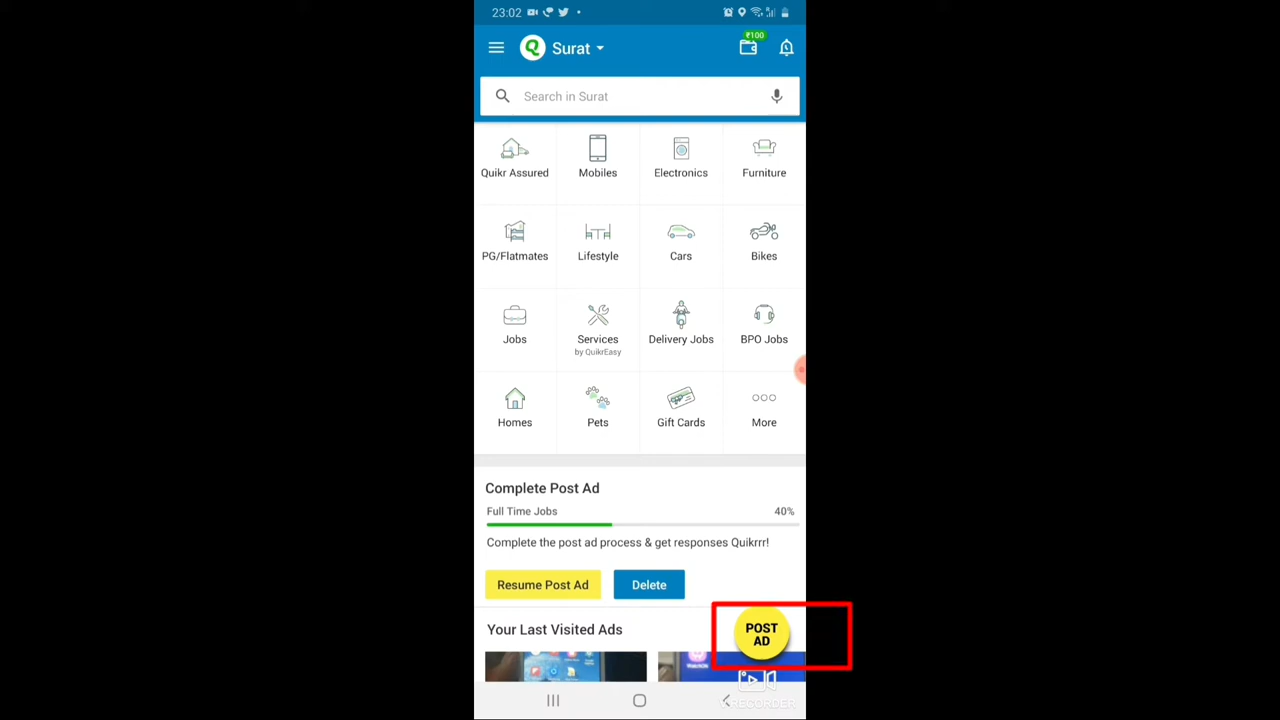 23:02
₹100
Q Surat
Search in Surat
Quikr Assured Mobiles Electronics Furniture
PG/Flatmates Lifestyle Cars Bikes
Jobs Services Delivery Jobs BPO Jobs
by QuikrEasy
Homes Pets Gift Cards More
Complete Post Ad
Full Time Jobs 40%
Complete the post ad process & get responses Quikrrr!
Resume Post Ad Delete
Your Last Visited Ads
POST
AD
RECORDER